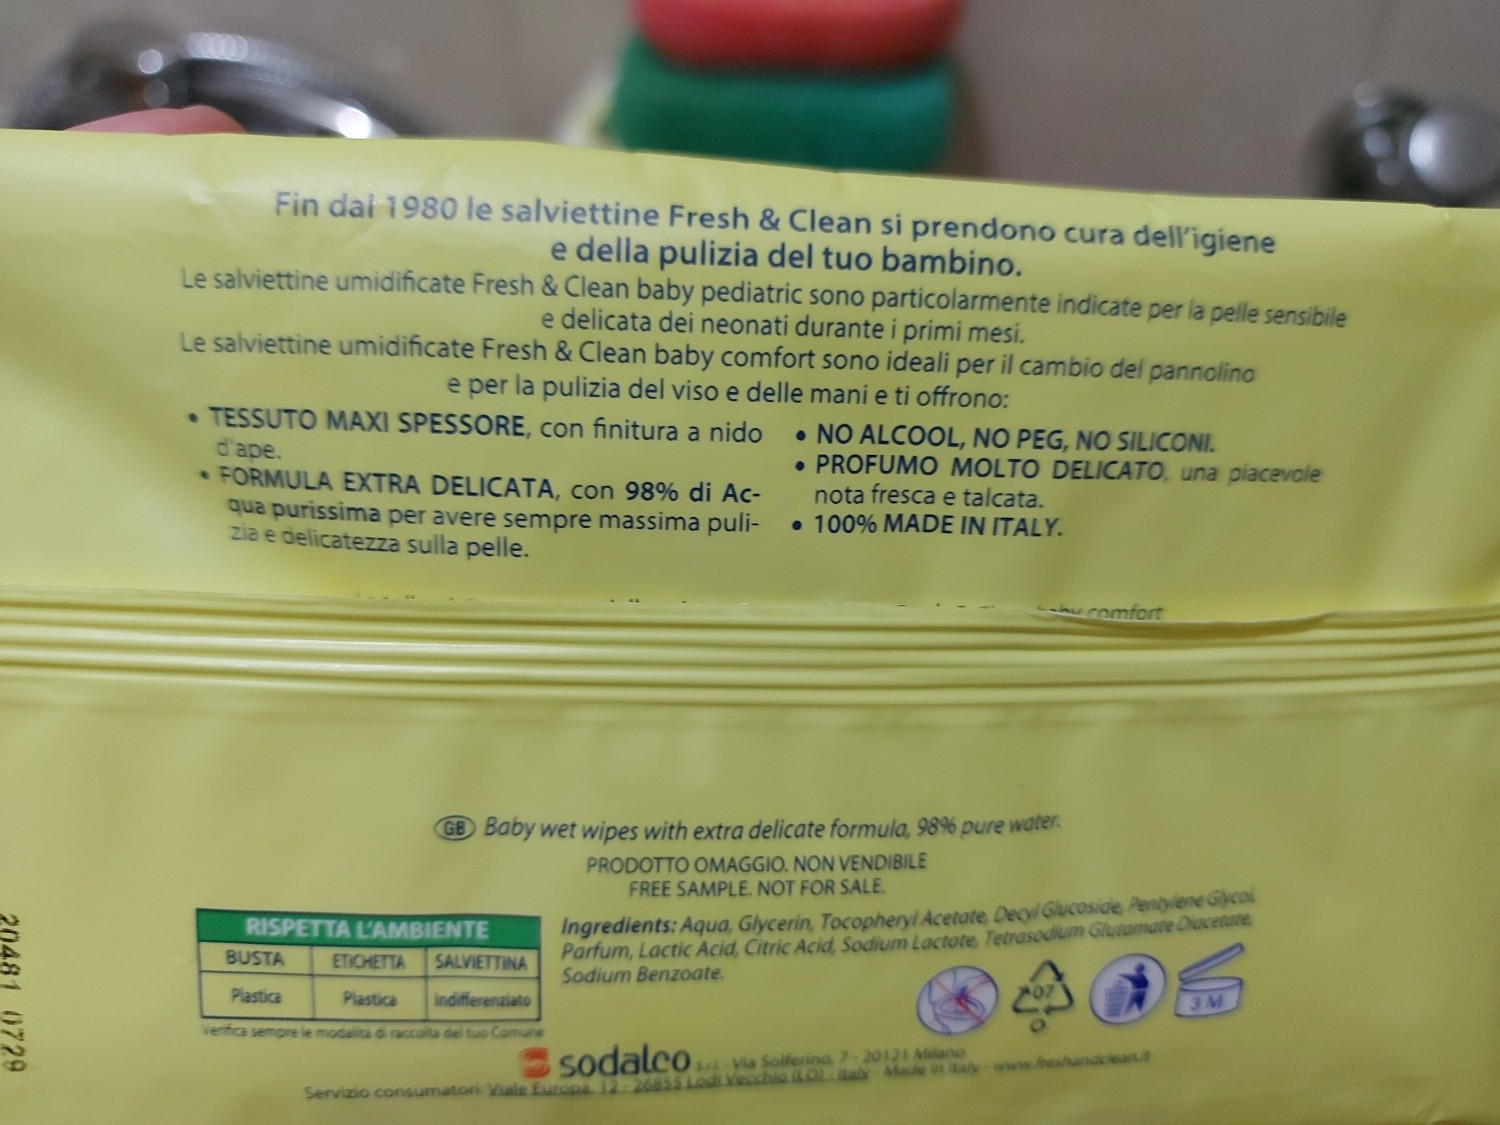 Fin dal 1980 le salviettine Fresh & Clean si prendono cura dell'igiene
e della pulizia del tuo bambino.
Le salviettine umidificate Fresh & Clean baby pediatric sono particolarmente indicate per la pelle sensibile
e delicata dei neonati durante i primi mesi.
Le salviettine umidificate Fresh & Clean baby comfort sono ideali per il cambio del pannolino
e per la pulizia del viso e delle mani e ti offrono:
• TESSUTO MAXI SPESSORE, con finitura a nido
d'ape.
• FORMULA EXTRA DELICATA, con 98% di Ac-
qua purissima per avere sempre massima puli-
zia e delicatezza sulla pelle.
• NO ALCOOL, NO PEG, NO SILICONI.
• PROFUMO MOLTO DELICATO, una piacevole
nota fresca e talcata.
• 100% MADE IN ITALY.
baby comfort
GB Baby wet wipes with extra delicate formula, 98% pure water.
PRODOTTO OMAGGIO. NON VENDIBILE
FREE SAMPLE. NOT FOR SALE.
RISPETTA L'AMBIENTE
BUSTA ETICHETTA SALVIETTINA
Plastica Plastica Indifferenziato
Verifica sempre le modalità di raccolta del tuo Comune
Ingredients: Aqua, Glycerin, Tocopheryl Acetate, Decyl Glucoside, Pentylene Glycol,
Parfum, Lactic Acid, Citric Acid, Sodium Lactate, Tetrasodium Glutamate Diacetate,
Sodium Benzoate.
07
3 M
sodalco s.r.l. - Via Solferino, 7 - 20121 Milano
Servizio consumatori: Viale Europa, 12 - 26855 Lodi Vecchio (LO) - Italy - Made in Italy - www.freshandclean.it
20481 0729